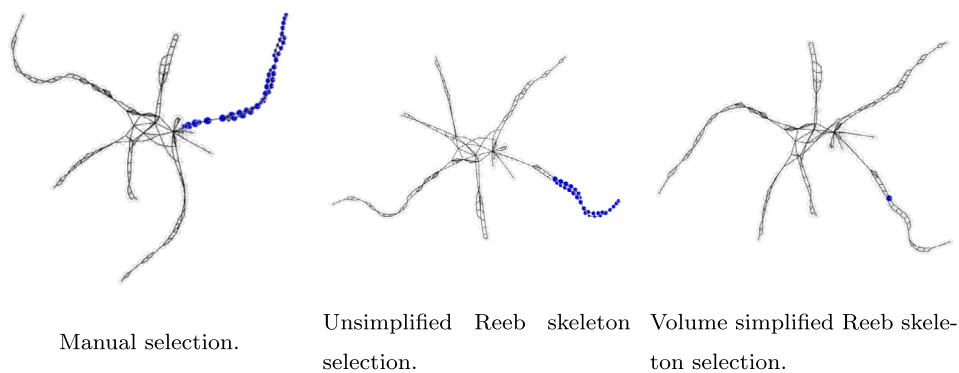 Manual selection.
Unsimplified Reeb skeleton
selection.
Volume simplified Reeb skele-
ton selection.